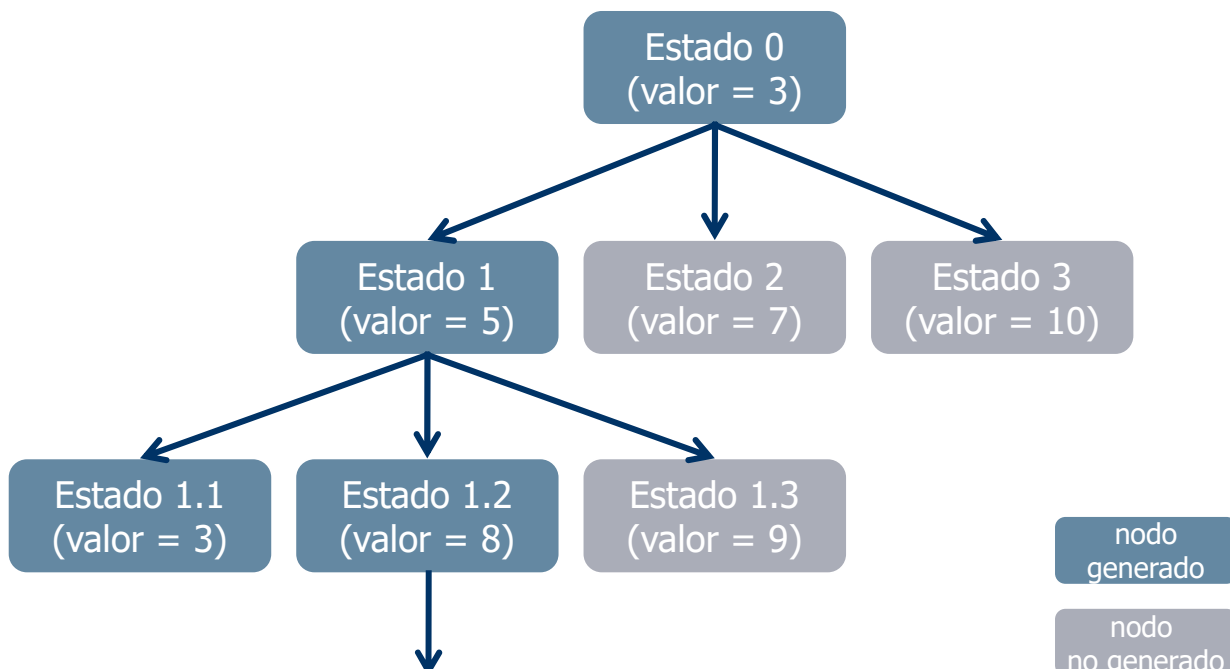 Estado 0
(valor = 3)
Estado 1
(valor = 5)
Estado 2
(valor = 7)
Estado 3
(valor = 10)
Estado 1.1
(valor = 3)
Estado 1.2
(valor = 8)
Estado 1.3
(valor = 9)
nodo
generado
nodo
no generado